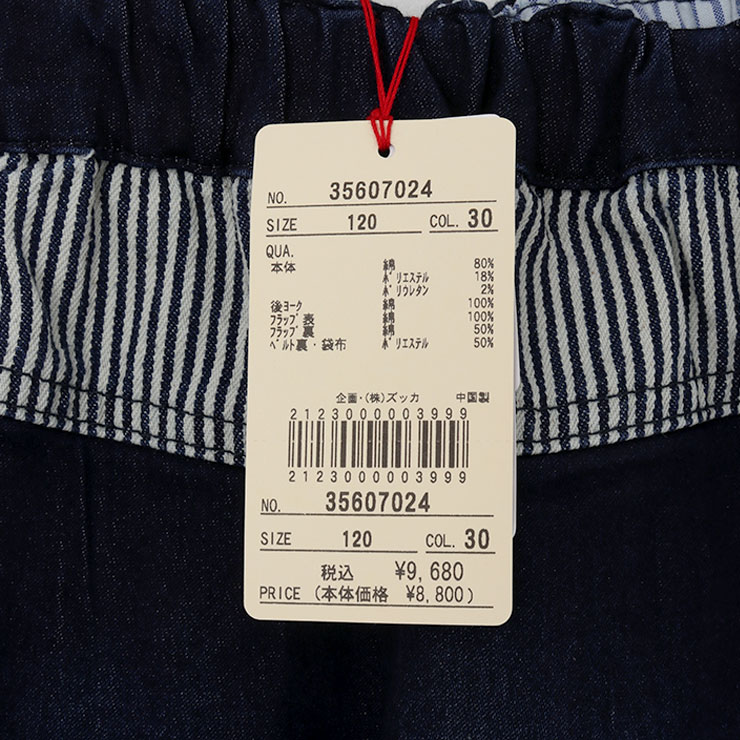 NO. 35607024
SIZE 120 COL. 30
QUA.
本体 綿 80%
ﾎﾟﾘｴｽﾃﾙ 18%
ﾎﾟﾘｳﾚﾀﾝ 2%
後ﾖｰｸ 綿 100%
ﾌﾗｯﾌﾟ表 綿 100%
ﾌﾗｯﾌﾟ裏 綿 50%
ﾍﾞﾙﾄ裏・袋布 ﾎﾟﾘｴｽﾃﾙ 50%
企画・(株)ズッカ 中国製
2123000003999
2123000003999
NO. 35607024
SIZE 120 COL. 30
税込 ¥9,680
PRICE (本体価格 ¥8,800)